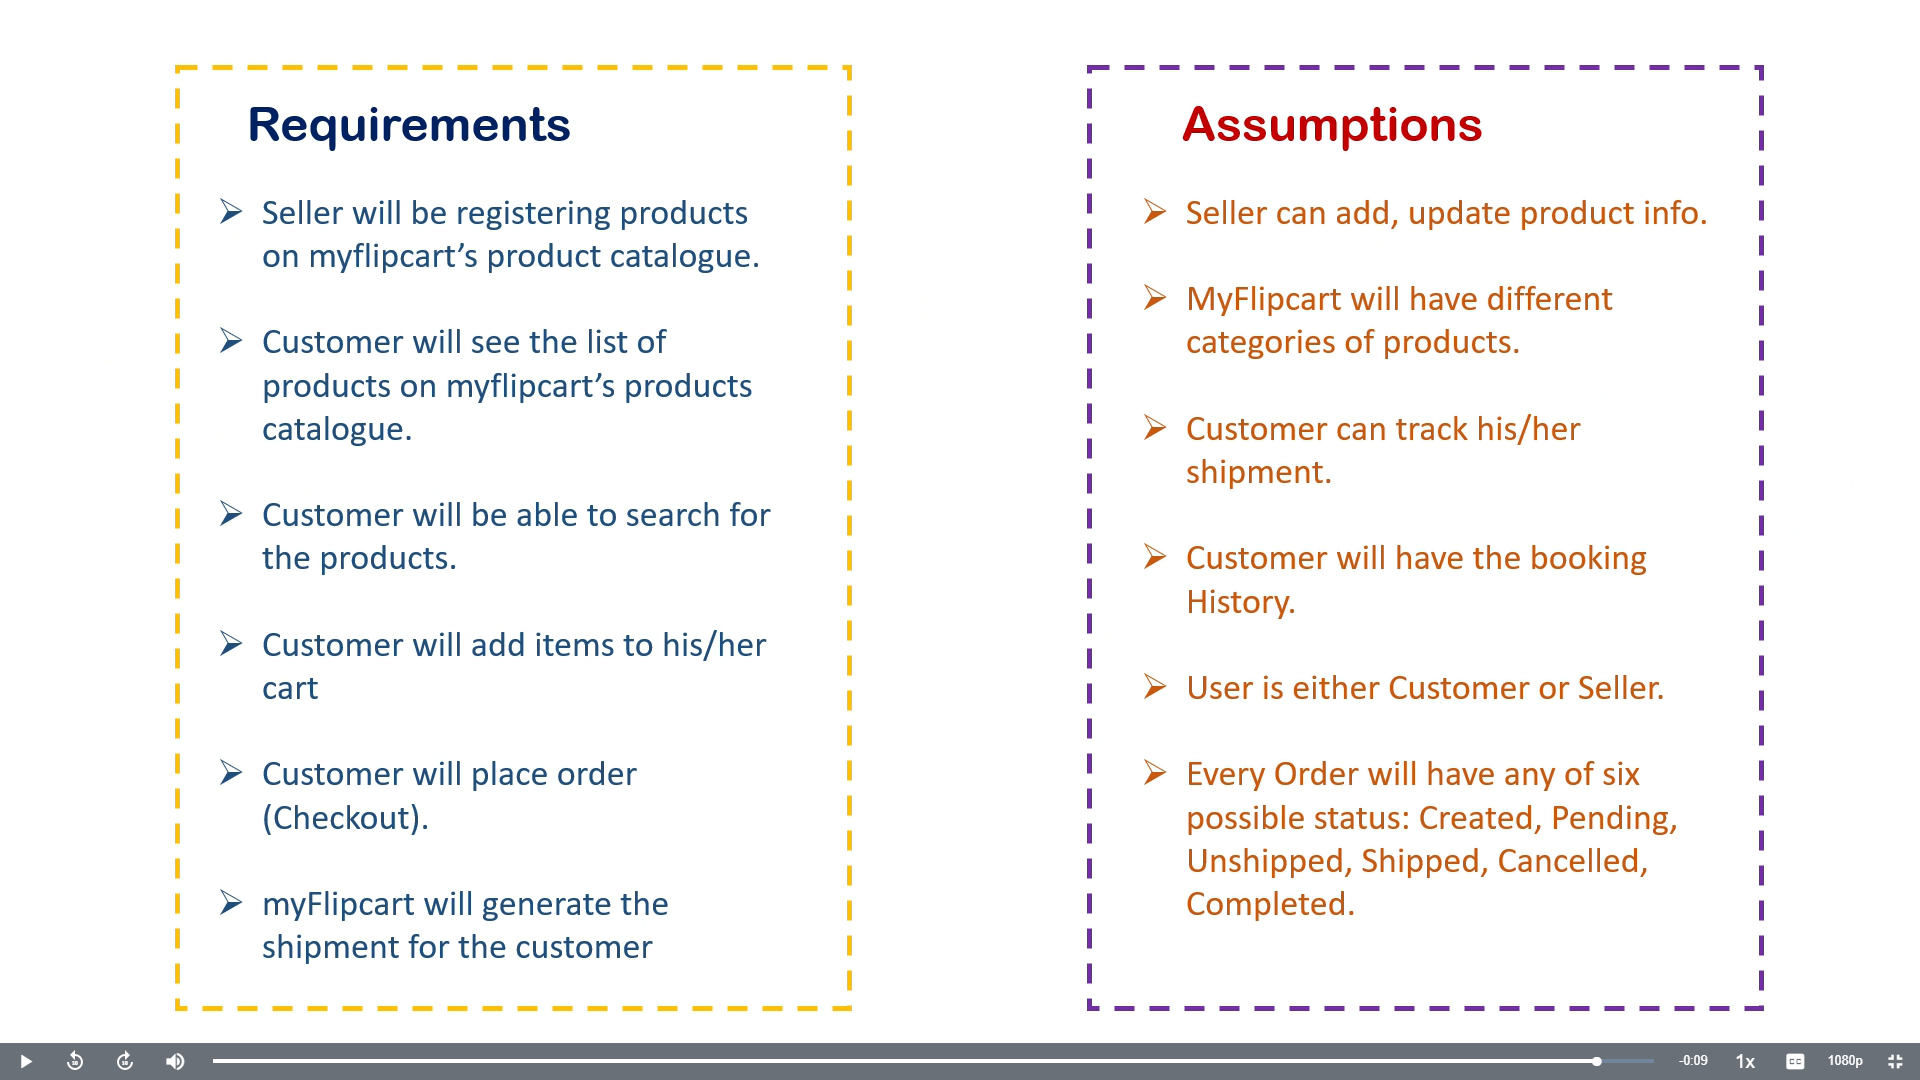 Requirements
➢ Seller will be registering products
on myflipcart’s product catalogue.
➢ Customer will see the list of
products on myflipcart’s products
catalogue.
➢ Customer will be able to search for
the products.
➢ Customer will add items to his/her
cart
➢ Customer will place order
(Checkout).
➢ myFlipcart will generate the
shipment for the customer
Assumptions
➢ Seller can add, update product info.
➢ MyFlipcart will have different
categories of products.
➢ Customer can track his/her
shipment.
➢ Customer will have the booking
History.
➢ User is either Customer or Seller.
➢ Every Order will have any of six
possible status: Created, Pending,
Unshipped, Shipped, Cancelled,
Completed.
-0:09 1x CC 1080p